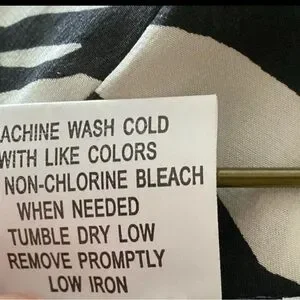 ACHINE WASH COLD
WITH LIKE COLORS
NON-CHLORINE BLEACH
WHEN NEEDED
TUMBLE DRY LOW
REMOVE PROMPTLY
LOW IRON